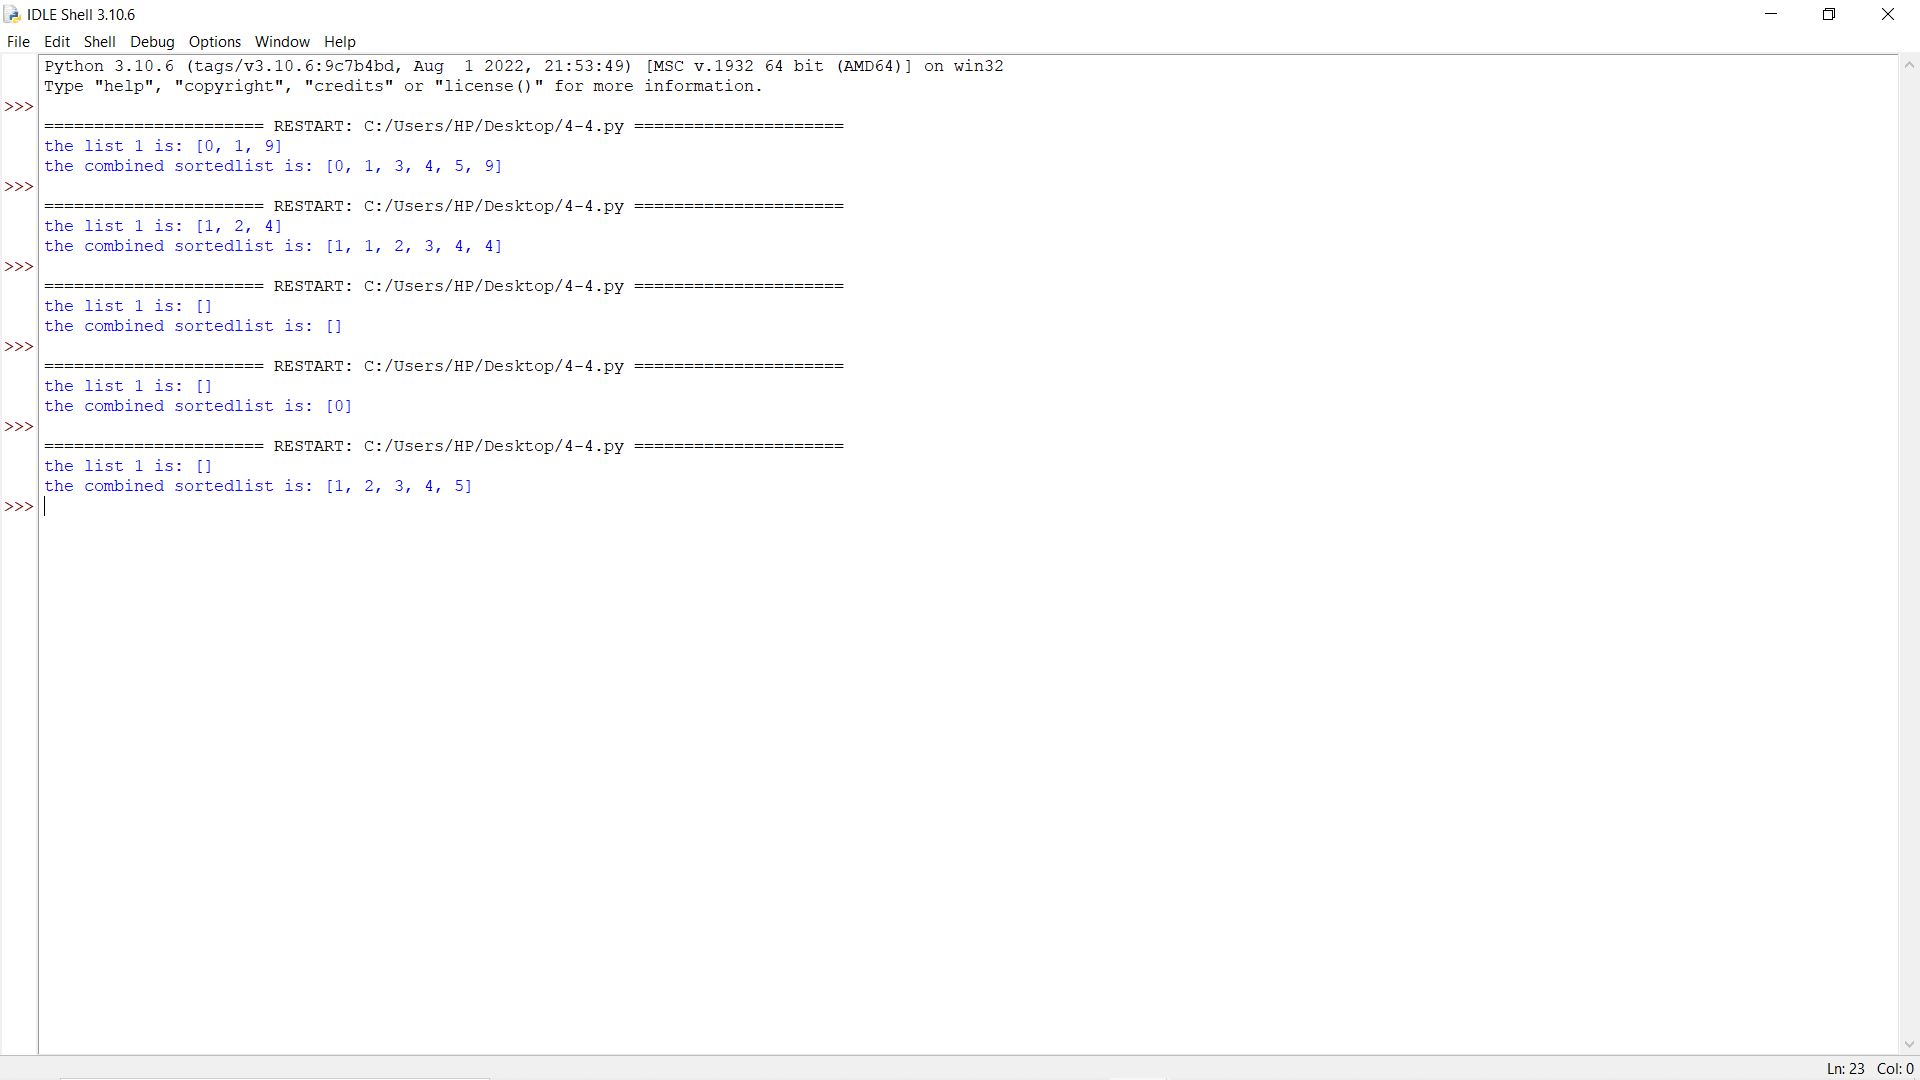 IDLE Shell 3.10.6
File Edit Shell Debug Options Window Help
Python 3.10.6 (tags/v3.10.6:9c7b4bd, Aug  1 2022, 21:53:49) [MSC v.1932 64 bit (AMD64)] on win32
Type "help", "copyright", "credits" or "license()" for more information.
>>>
====================== RESTART: C:/Users/HP/Desktop/4-4.py =====================
the list 1 is: [0, 1, 9]
the combined sortedlist is: [0, 1, 3, 4, 5, 9]
>>>
====================== RESTART: C:/Users/HP/Desktop/4-4.py =====================
the list 1 is: [1, 2, 4]
the combined sortedlist is: [1, 1, 2, 3, 4, 4]
>>>
====================== RESTART: C:/Users/HP/Desktop/4-4.py =====================
the list 1 is: []
the combined sortedlist is: []
>>>
====================== RESTART: C:/Users/HP/Desktop/4-4.py =====================
the list 1 is: []
the combined sortedlist is: [0]
>>>
====================== RESTART: C:/Users/HP/Desktop/4-4.py =====================
the list 1 is: []
the combined sortedlist is: [1, 2, 3, 4, 5]
>>>
Ln: 23 Col: 0